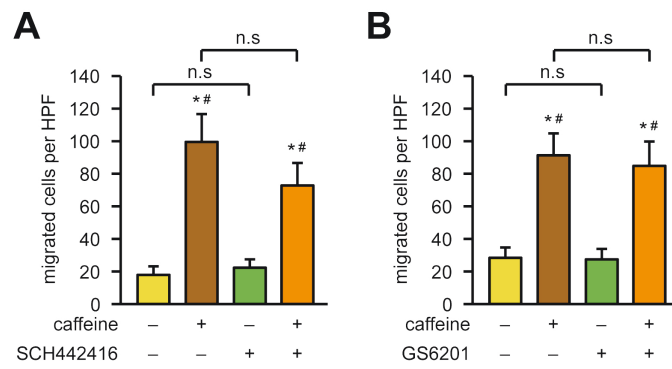 A
n.s
n.s
migrated cells per HPF
140
120
100
80
60
40
20
0
*#
*#
caffeine – + – +
SCH442416 – – + +
B
n.s
n.s
migrated cells per HPF
140
120
100
80
60
40
20
0
*#
*#
caffeine – + – +
GS6201 – – + +